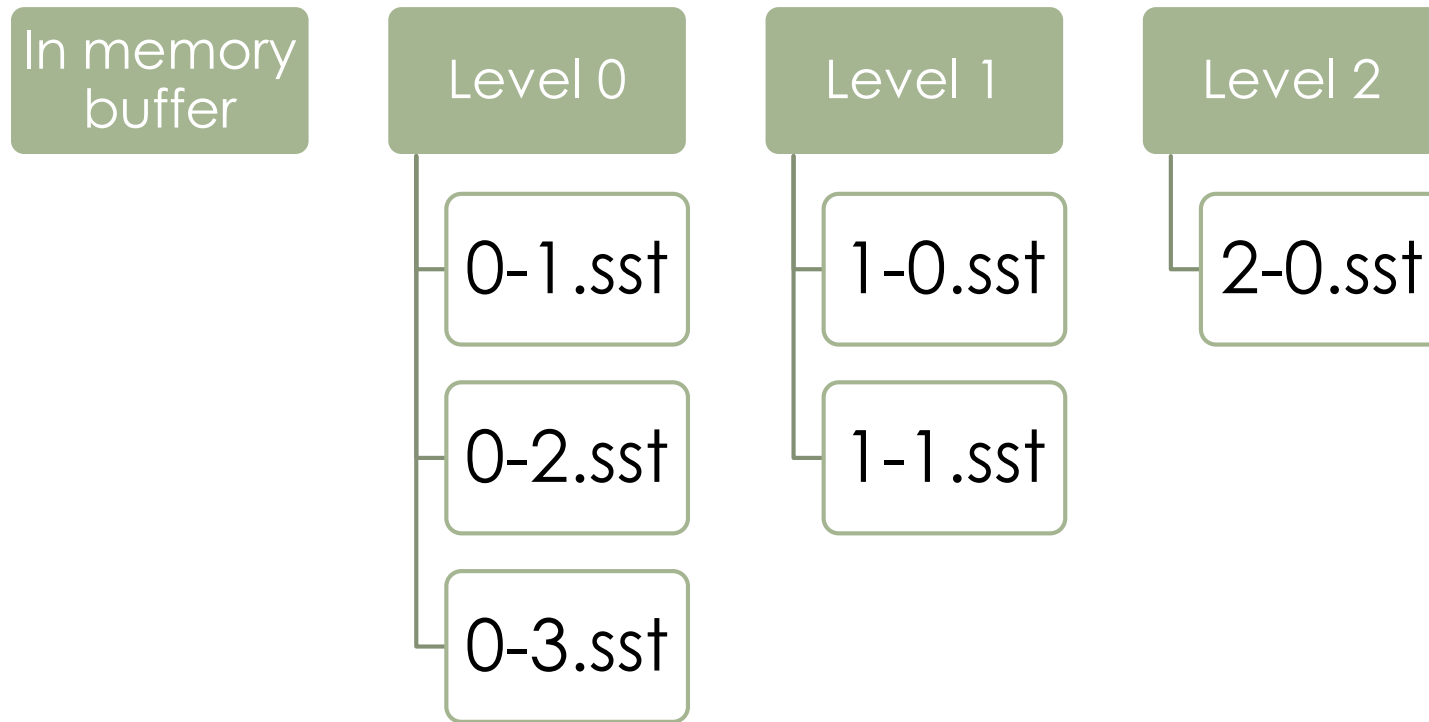 In memory
buffer
Level 0
0-1.sst
0-2.sst
0-3.sst
Level 1
1-0.sst
1-1.sst
Level 2
2-0.sst